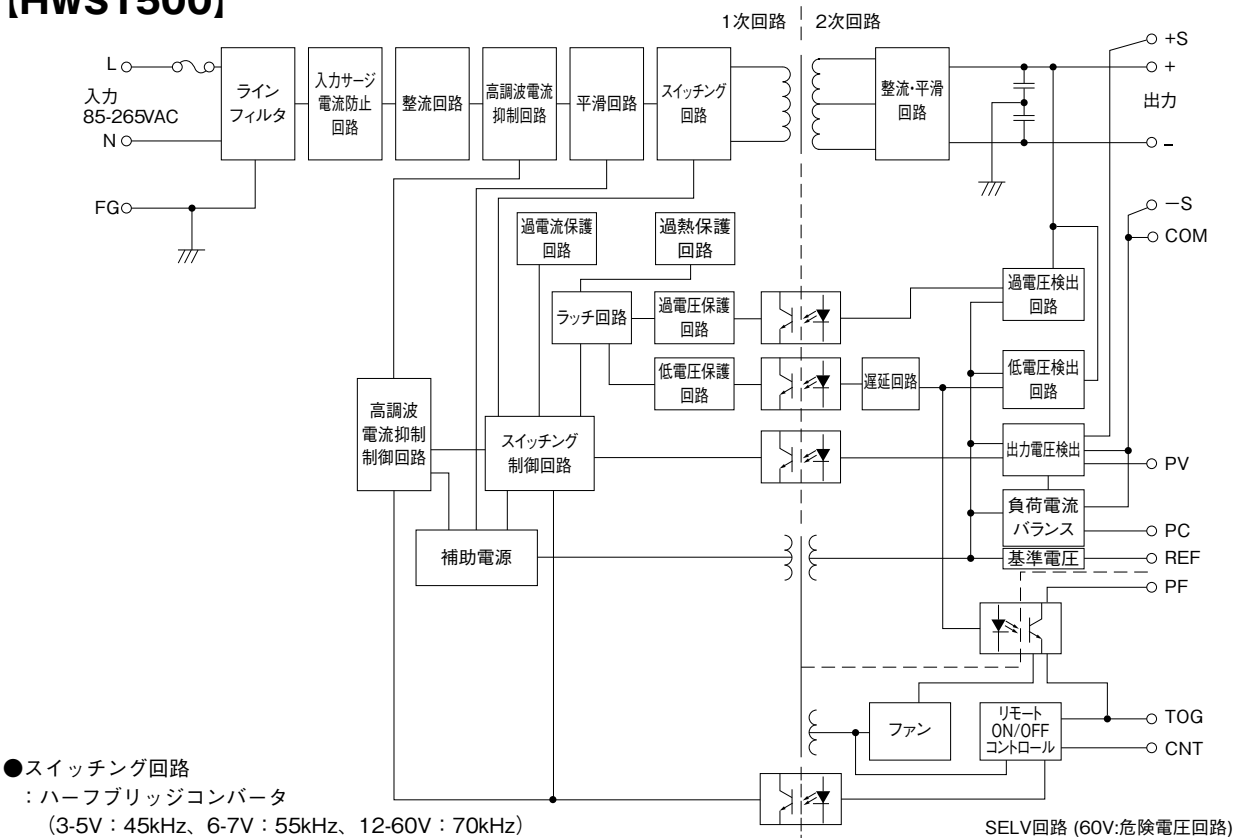 【HWS1500】
1次回路
2次回路
L
入力
85-265VAC
N
FG
ライン
フィルタ
入力サージ
電流防止
回路
整流回路
高調波電流
抑制回路
平滑回路
スイッチング
回路
整流・平滑
回路
+S
+
出力
−
−S
COM
過電流保護
回路
過熱保護
回路
ラッチ回路
過電圧保護
回路
過電圧検出
回路
低電圧保護
回路
遅延回路
低電圧検出
回路
高調波
電流抑制
制御回路
スイッチング
制御回路
出力電圧検出
PV
負荷電流
バランス
PC
補助電源
基準電圧
REF
PF
ファン
リモート
ON/OFF
コントロール
TOG
CNT
●スイッチング回路
：ハーフブリッジコンバータ
（3-5V：45kHz、6-7V：55kHz、12-60V：70kHz）
SELV回路 (60V:危険電圧回路)